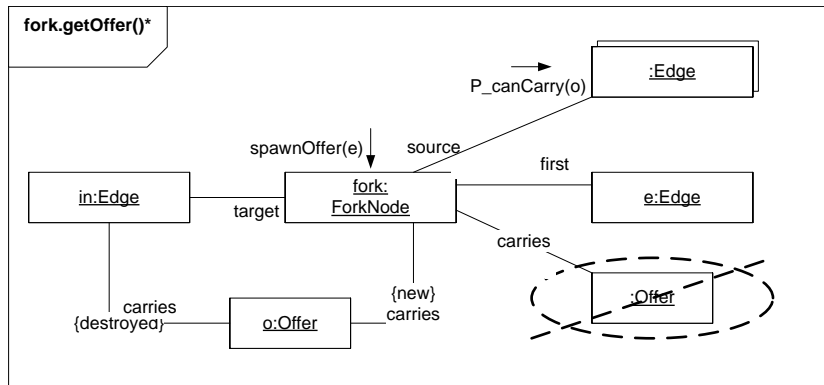 fork.getOffer()*
:Edge
P_canCarry(o)
spawnOffer(e)
source
in:Edge
target
fork:
ForkNode
first
e:Edge
carries
:Offer
carries
{destroyed}
o:Offer
{new}
carries